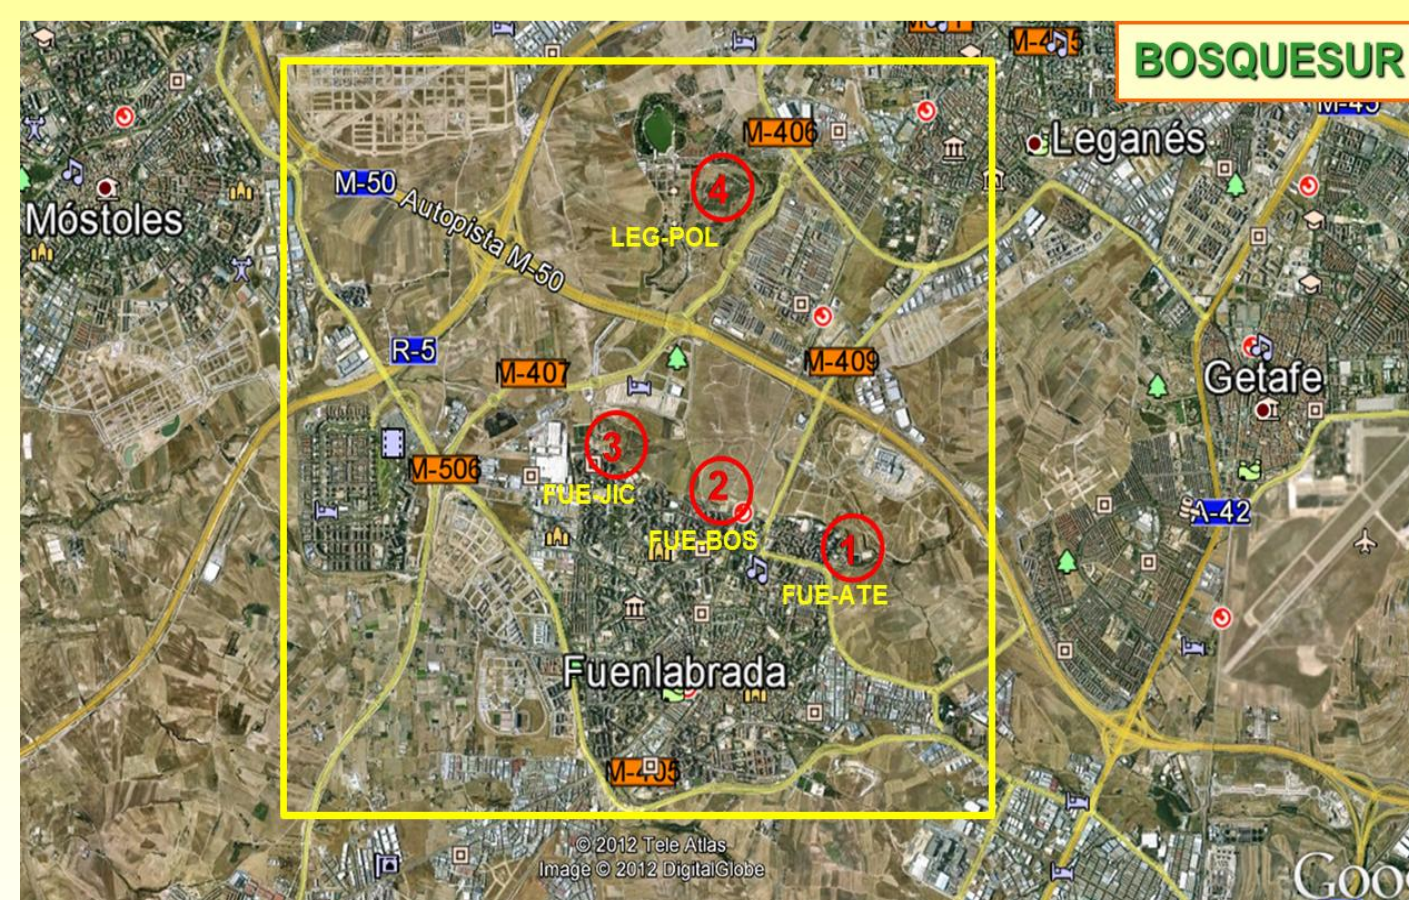 BOSQUESUR
M-406
Leganés
M-50
Autopista M-50
4
Móstoles
LEG-POL
R-5
M-407
M-409
Getafe
3
M-506
2
FUE-JIC
A-42
FUE-BOS
1
FUE-ATE
Fuenlabrada
M-405
© 2012 Tele Atlas
Image © 2012 DigitalGlobe